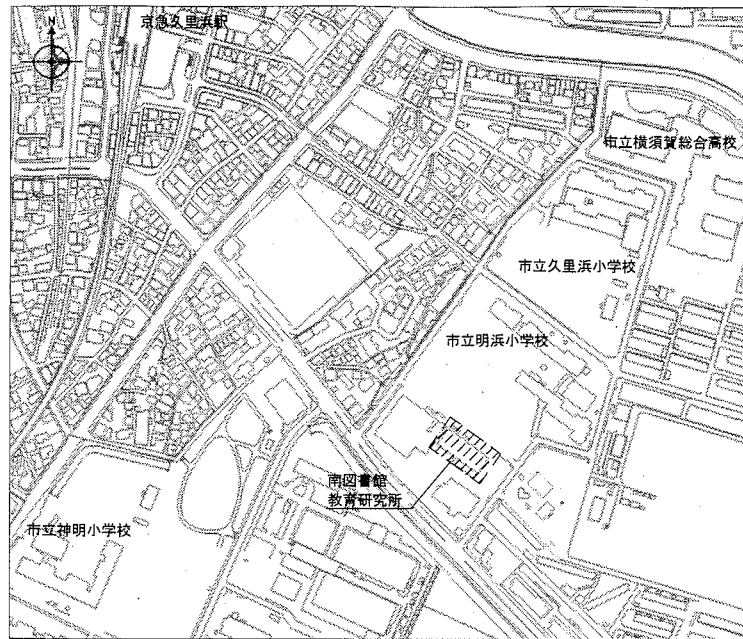 京急久里浜駅
N
市立横須賀総合高校
市立久里浜小学校
市立明浜小学校
南図書館
教育研究所
市立神明小学校